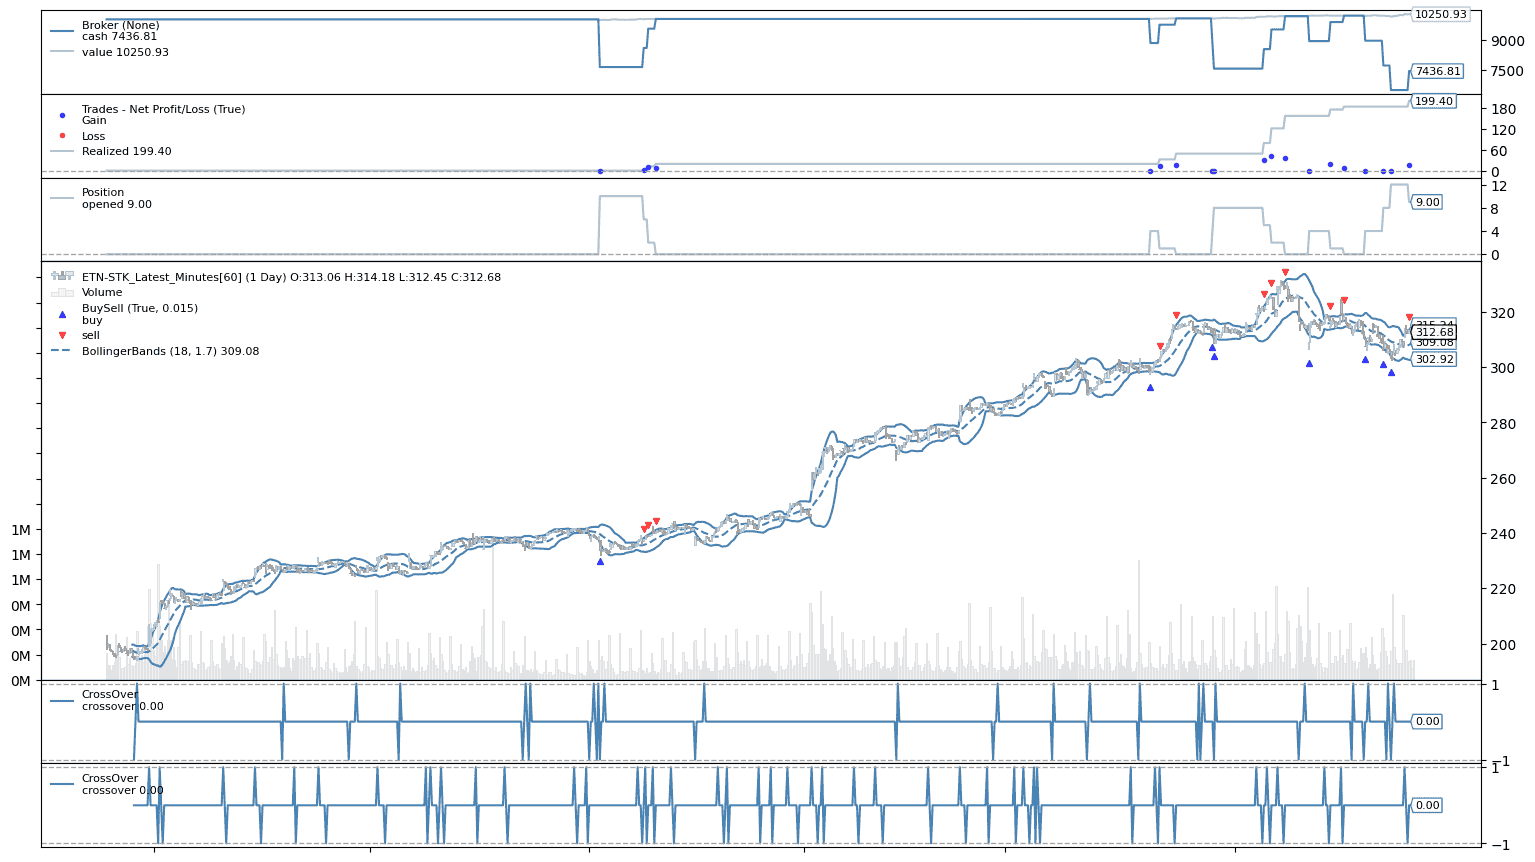 Broker (None)
cash 7436.81
value 10250.93
10250.93
9000
7500
7436.81
Trades - Net Profit/Loss (True)
Gain
Loss
Realized 199.40
199.40
180
120
60
0
Position
opened 9.00
12
8
4
0
9.00
ETN-STK_Latest_Minutes[60] (1 Day) O:313.06 H:314.18 L:312.45 C:312.68
Volume
BuySell (True, 0.015)
buy
sell
BollingerBands (18, 1.7) 309.08
320
312.68
309.08
302.92
300
280
260
240
220
200
1M
1M
1M
0M
0M
0M
0M
CrossOver
crossover 0.00
1
0.00
−1
CrossOver
crossover 0.00
1
0.00
−1